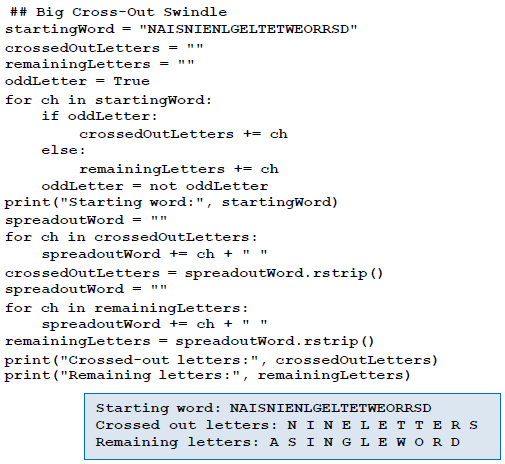 ## Big Cross-Out Swindle
startingWord = "NAISNIENLGELTETWEORRSD"
crossedOutLetters = ""
remainingLetters = ""
oddLetter = True
for ch in startingWord:
    if oddLetter:
        crossedOutLetters += ch
    else:
        remainingLetters += ch
    oddLetter = not oddLetter
print("Starting word:", startingWord)
spreadoutWord = ""
for ch in crossedOutLetters:
    spreadoutWord += ch + " "
crossedOutLetters = spreadoutWord.rstrip()
spreadoutWord = ""
for ch in remainingLetters:
    spreadoutWord += ch + " "
remainingLetters = spreadoutWord.rstrip()
print("Crossed-out letters:", crossedOutLetters)
print("Remaining letters:", remainingLetters)
Starting word: NAISNIENLGELTETWEORRSD
Crossed out letters: N I N E L E T T E R S
Remaining letters: A S I N G L E W O R D